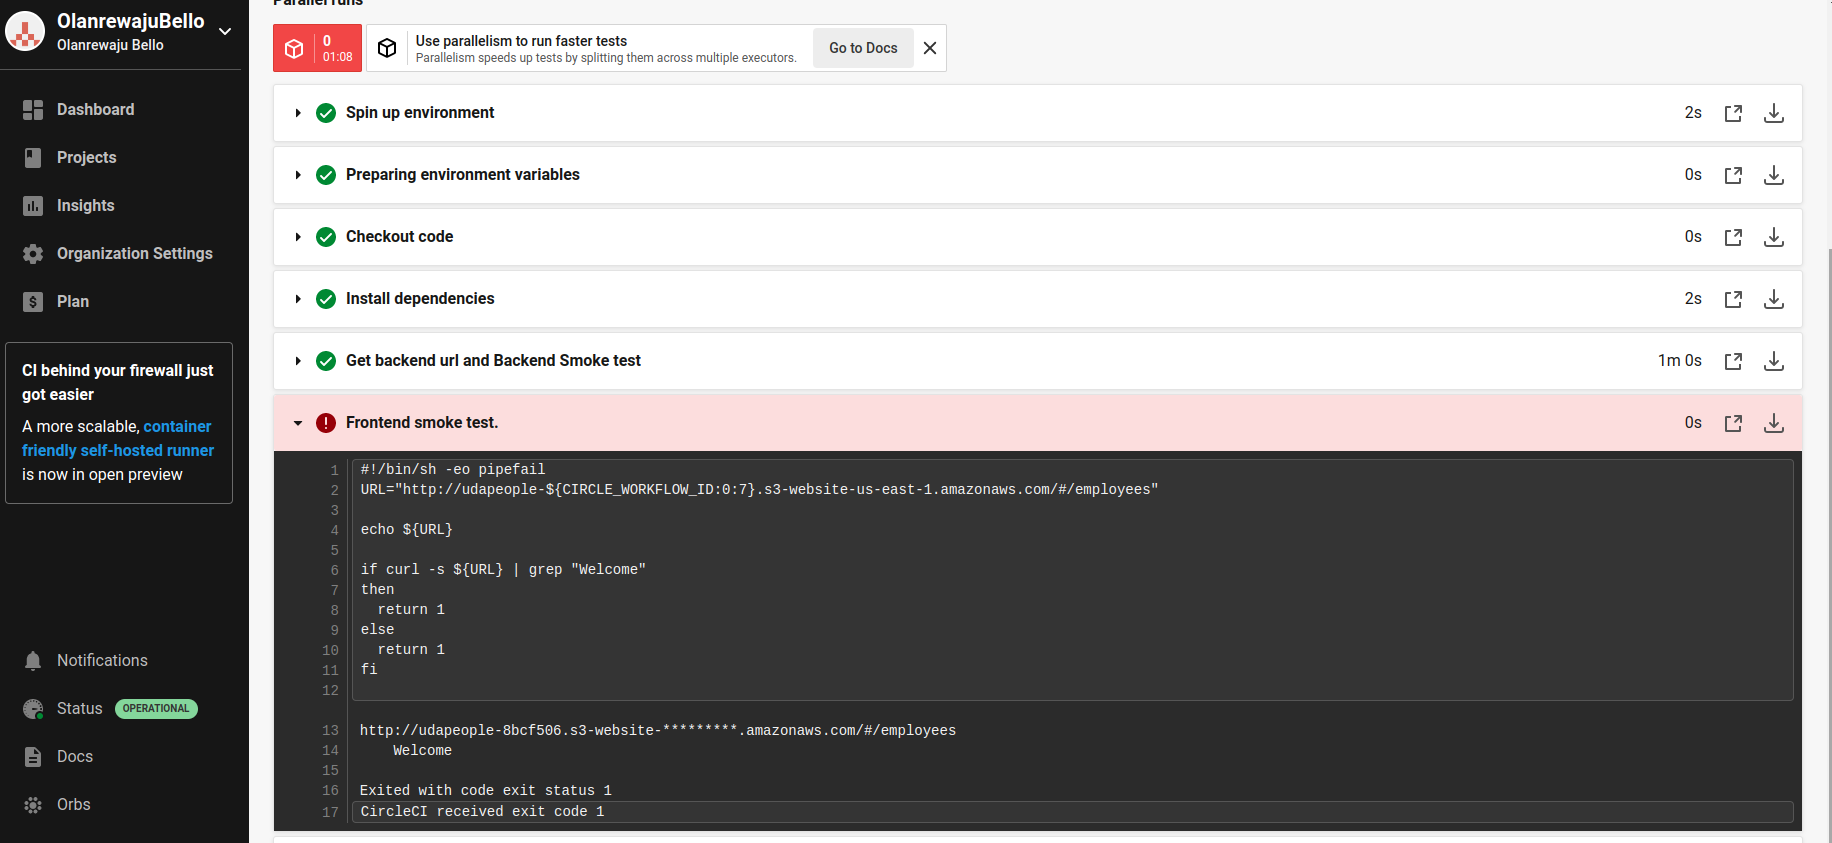 OlanrewajuBello
Olanrewaju Bello
Dashboard
Projects
Insights
Organization Settings
Plan
CI behind your firewall just
got easier
A more scalable, container
friendly self-hosted runner
is now in open preview
Notifications
Status OPERATIONAL
Docs
Orbs
Parallel runs
0
01:08
Use parallelism to run faster tests
Parallelism speeds up tests by splitting them across multiple executors.
Go to Docs
Spin up environment 2s
Preparing environment variables 0s
Checkout code 0s
Install dependencies 2s
Get backend url and Backend Smoke test 1m 0s
Frontend smoke test. 0s
1 #!/bin/sh -eo pipefail
2 URL="http://udapeople-${CIRCLE_WORKFLOW_ID:0:7}.s3-website-us-east-1.amazonaws.com/#/employees"
3
4 echo ${URL}
5
6 if curl -s ${URL} | grep "Welcome"
7 then
8   return 1
9 else
10   return 1
11 fi
12
13 http://udapeople-8bcf506.s3-website-*********.amazonaws.com/#/employees
14     Welcome
15
16 Exited with code exit status 1
17 CircleCI received exit code 1